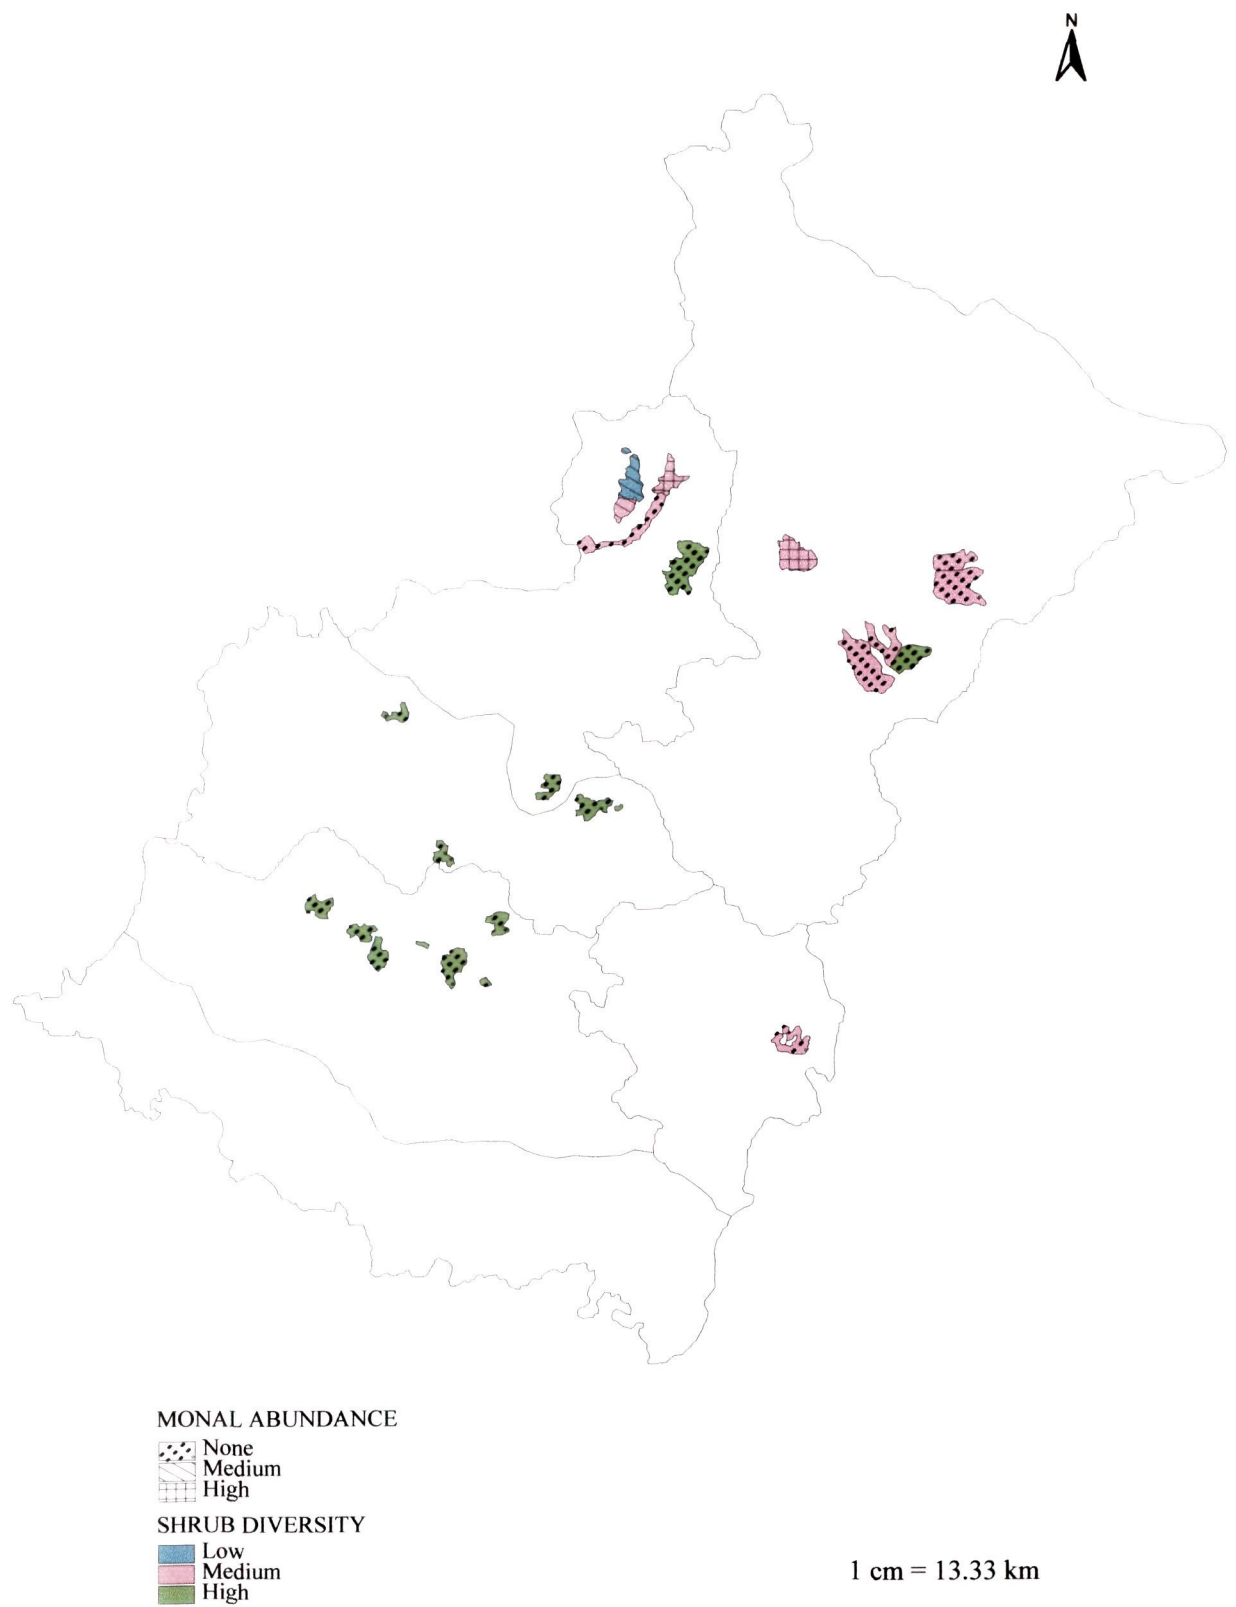 N
MONAL ABUNDANCE
None
Medium
High
SHRUB DIVERSITY
Low
Medium
High
1 cm = 13.33 km